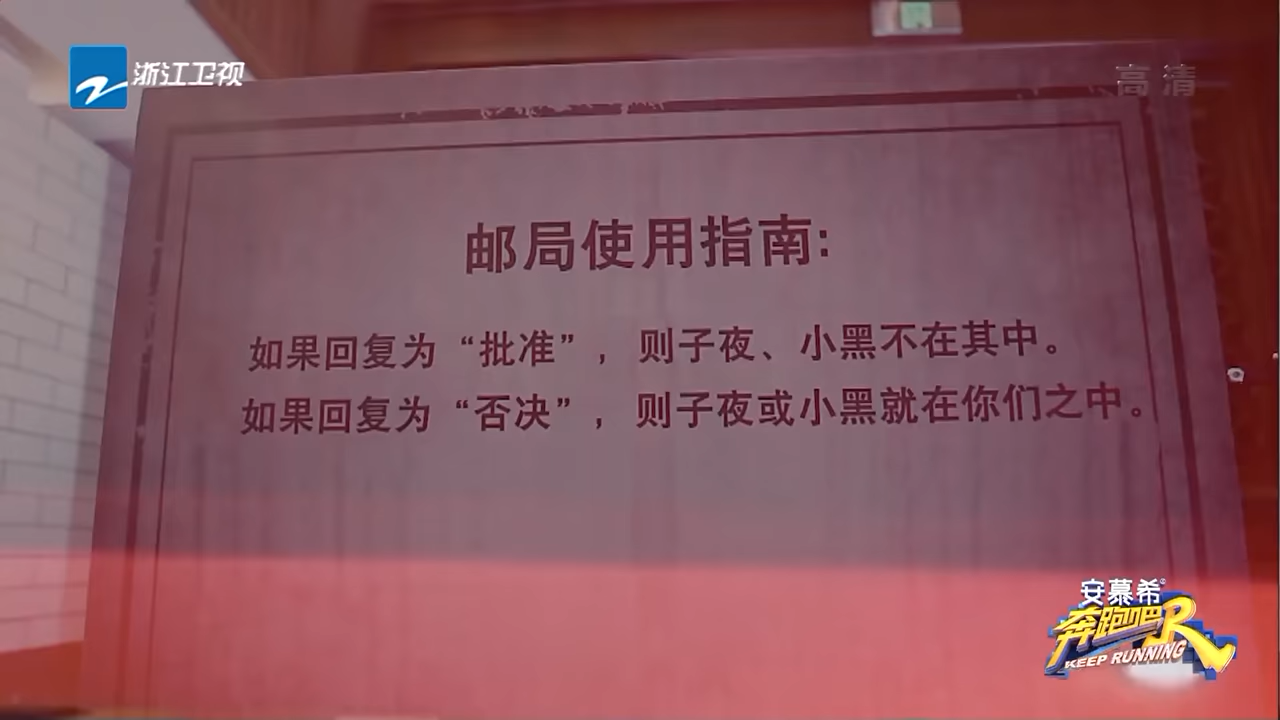 浙江卫视
高清
邮局使用指南:
如果回复为“批准”，则子夜、小黑不在其中。
如果回复为“否决”，则子夜或小黑就在你们之中。
安慕希®
奔跑吧R
KEEP RUNNING